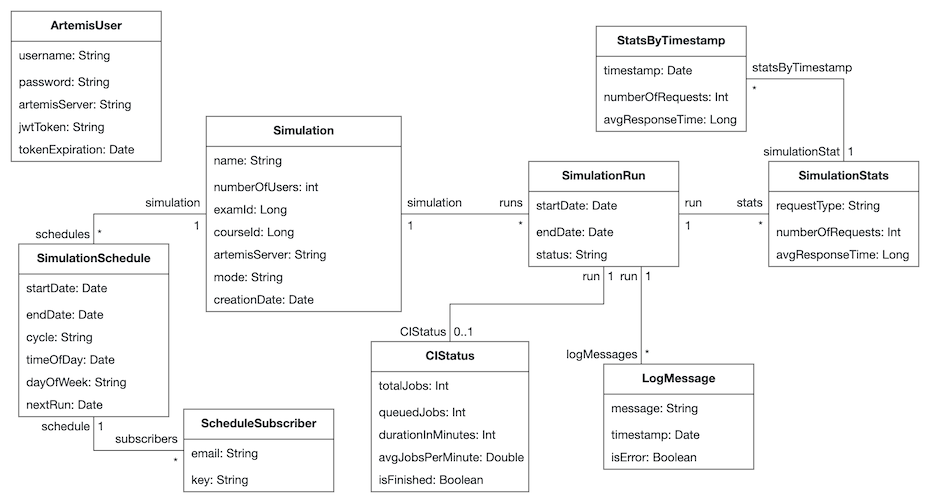 ArtemisUser
username: String
password: String
artemisServer: String
jwtToken: String
tokenExpiration: Date
StatsByTimestamp
timestamp: Date
numberOfRequests: Int
avgResponseTime: Long
statsByTimestamp
*
simulationStat 1
Simulation
name: String
numberOfUsers: int
examId: Long
courseId: Long
artemisServer: String
mode: String
creationDate: Date
simulation
1
schedules *
simulation
1
runs
*
SimulationRun
startDate: Date
endDate: Date
status: String
run
1
stats
*
SimulationStats
requestType: String
numberOfRequests: Int
avgResponseTime: Long
SimulationSchedule
startDate: Date
endDate: Date
cycle: String
timeOfDay: Date
dayOfWeek: String
nextRun: Date
schedule 1
subscribers
*
ScheduleSubscriber
email: String
key: String
run 1
run 1
CIStatus 0..1
CIStatus
totalJobs: Int
queuedJobs: Int
durationInMinutes: Int
avgJobsPerMinute: Double
isFinished: Boolean
logMessages *
LogMessage
message: String
timestamp: Date
isError: Boolean